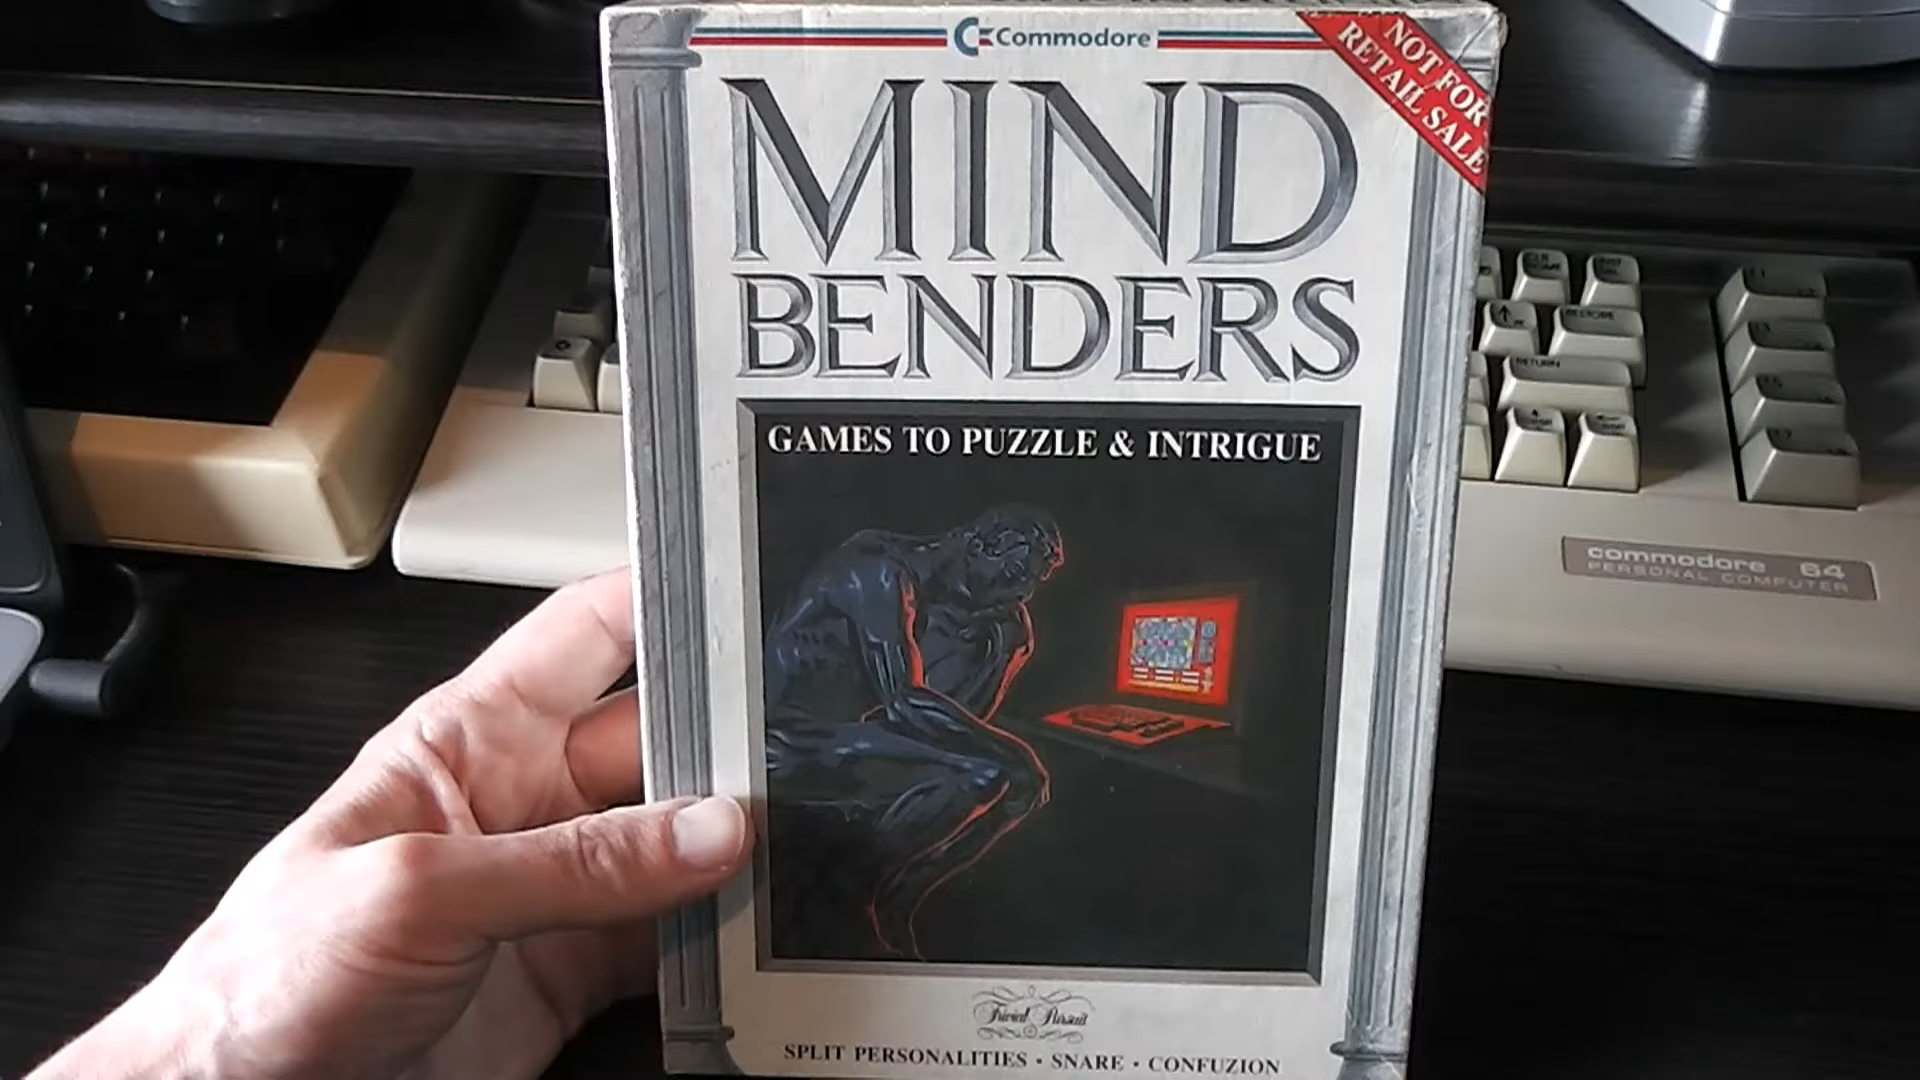 Commodore
NOT FOR
RETAIL SALE
MIND
BENDERS
GAMES TO PUZZLE & INTRIGUE
Trivial Pursuit
SPLIT PERSONALITIES • SNARE • CONFUZION
RESTORE
RETURN
commodore 64
PERSONAL COMPUTER